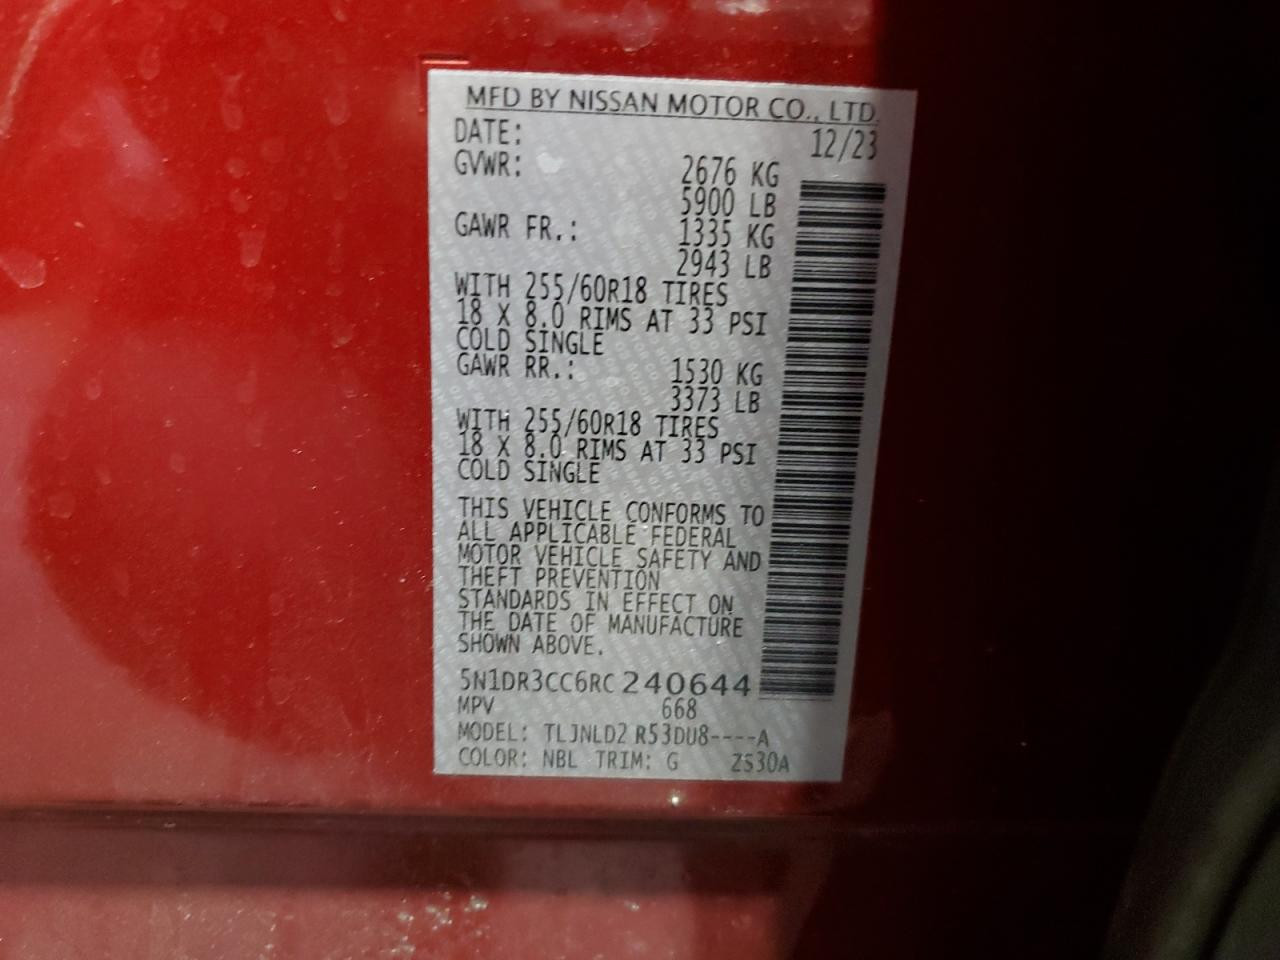 MFD BY NISSAN MOTOR CO., LTD.
DATE: 12/23
GVWR: 2676 KG
5900 LB
GAWR FR.: 1335 KG
2943 LB
WITH 255/60R18 TIRES
18 X 8.0 RIMS AT 33 PSI
COLD SINGLE
GAWR RR.: 1530 KG
3373 LB
WITH 255/60R18 TIRES
18 X 8.0 RIMS AT 33 PSI
COLD SINGLE
THIS VEHICLE CONFORMS TO
ALL APPLICABLE FEDERAL
MOTOR VEHICLE SAFETY AND
THEFT PREVENTION
STANDARDS IN EFFECT ON
THE DATE OF MANUFACTURE
SHOWN ABOVE.
5N1DR3CC6RC240644
MPV 668
MODEL: TLJNLD2 R53DU8----A
COLOR: NBL TRIM: G ZS30A